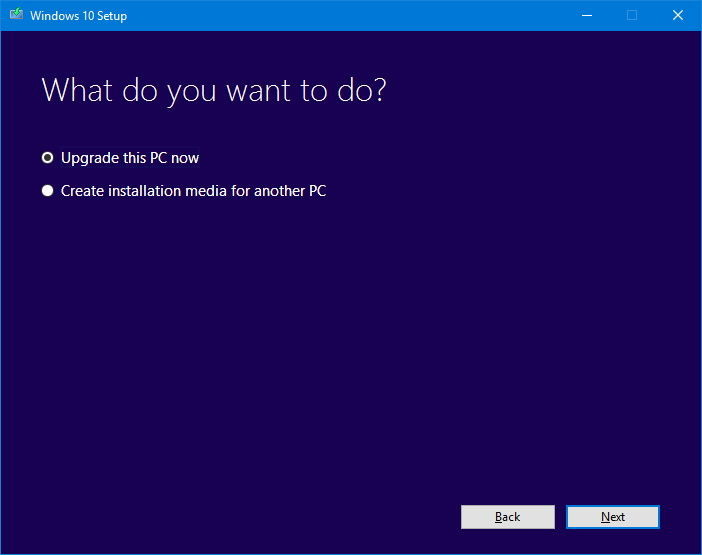 Windows 10 Setup
What do you want to do?
Upgrade this PC now
Create installation media for another PC
Back
Next